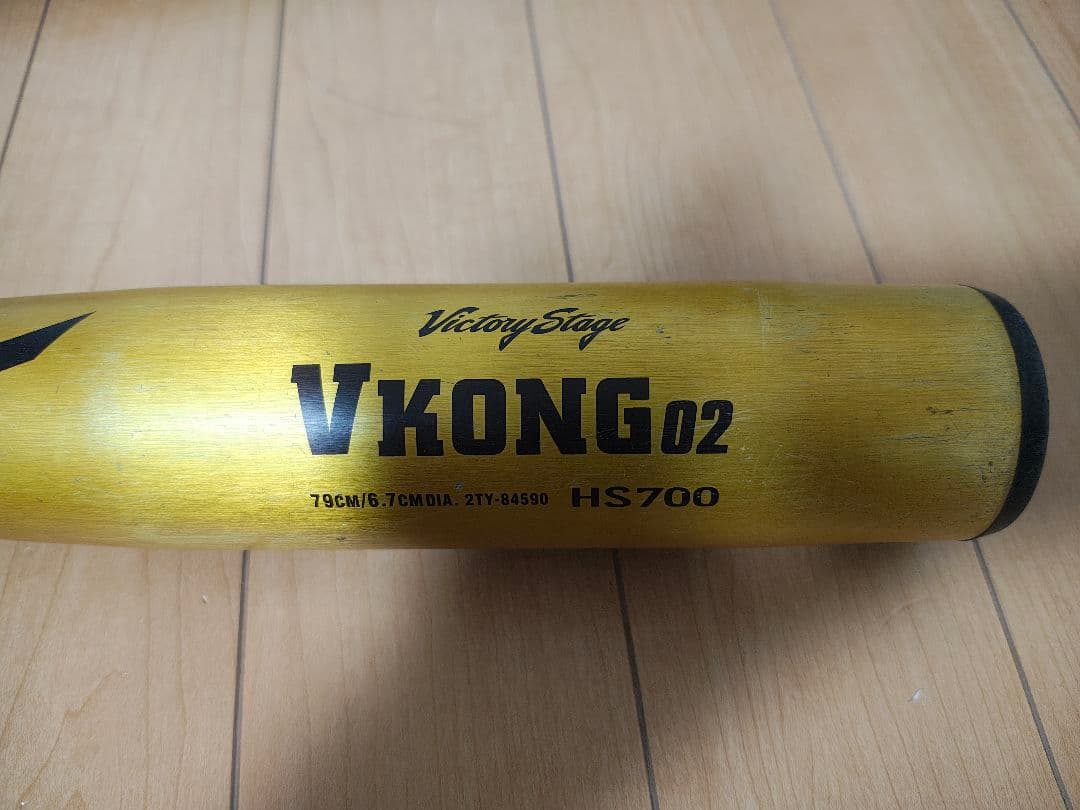 Victory Stage
VKONG02
79CM/6.7CMDIA. 2TY-84590 HS700